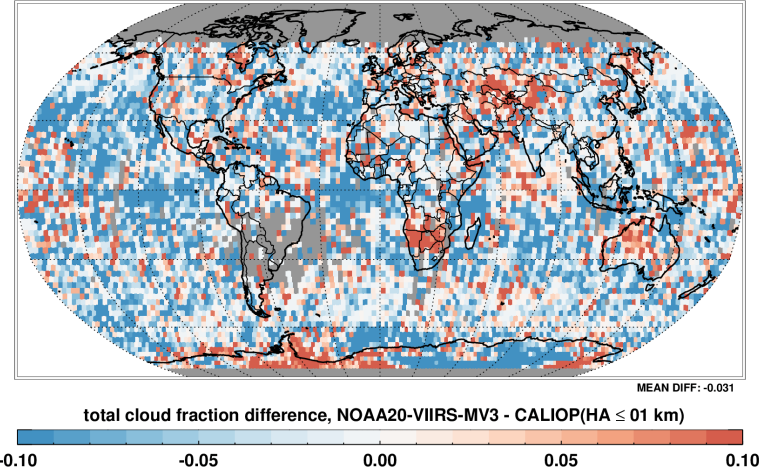 MEAN DIFF: -0.031
total cloud fraction difference, NOAA20-VIIRS-MV3 - CALIOP(HA ≤ 01 km)
-0.10 -0.05 0.00 0.05 0.10